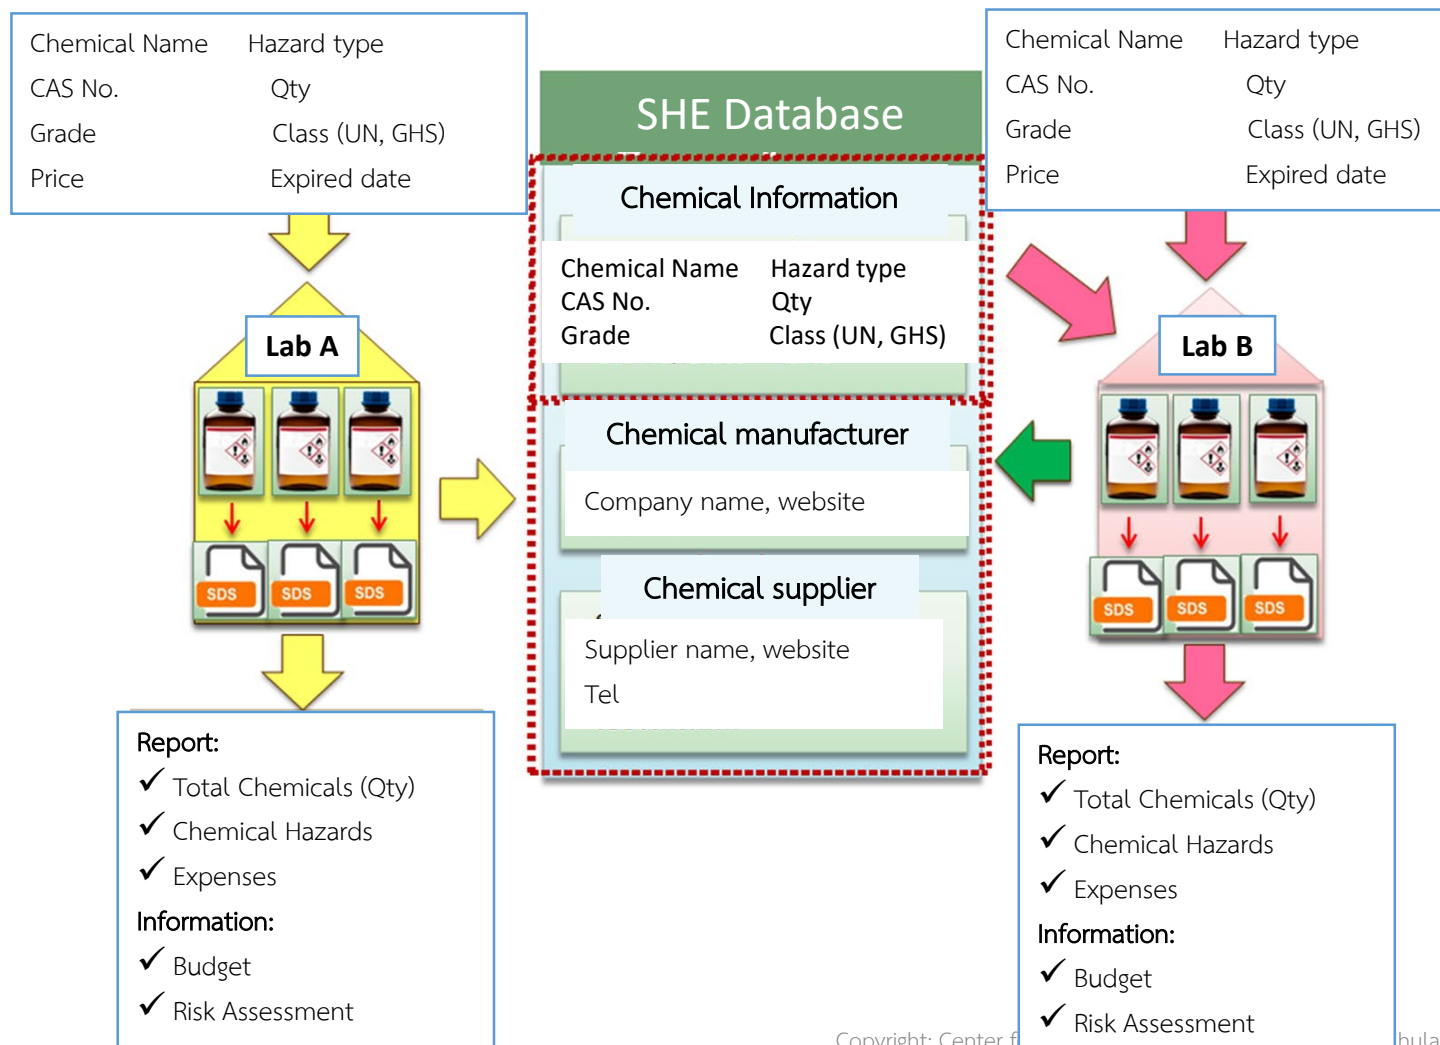 Chemical Name Hazard type
CAS No. Qty
Grade Class (UN, GHS)
Price Expired date
SHE Database
Chemical Information
Chemical Name Hazard type
CAS No. Qty
Grade Class (UN, GHS)
Chemical manufacturer
Company name, website
Chemical supplier
Supplier name, website
Tel
Chemical Name Hazard type
CAS No. Qty
Grade Class (UN, GHS)
Price Expired date
Lab A
SDS SDS SDS
Report:
✓ Total Chemicals (Qty)
✓ Chemical Hazards
✓ Expenses
Information:
✓ Budget
✓ Risk Assessment
Lab B
SDS SDS SDS
Report:
✓ Total Chemicals (Qty)
✓ Chemical Hazards
✓ Expenses
Information:
✓ Budget
✓ Risk Assessment
Copyright: Center